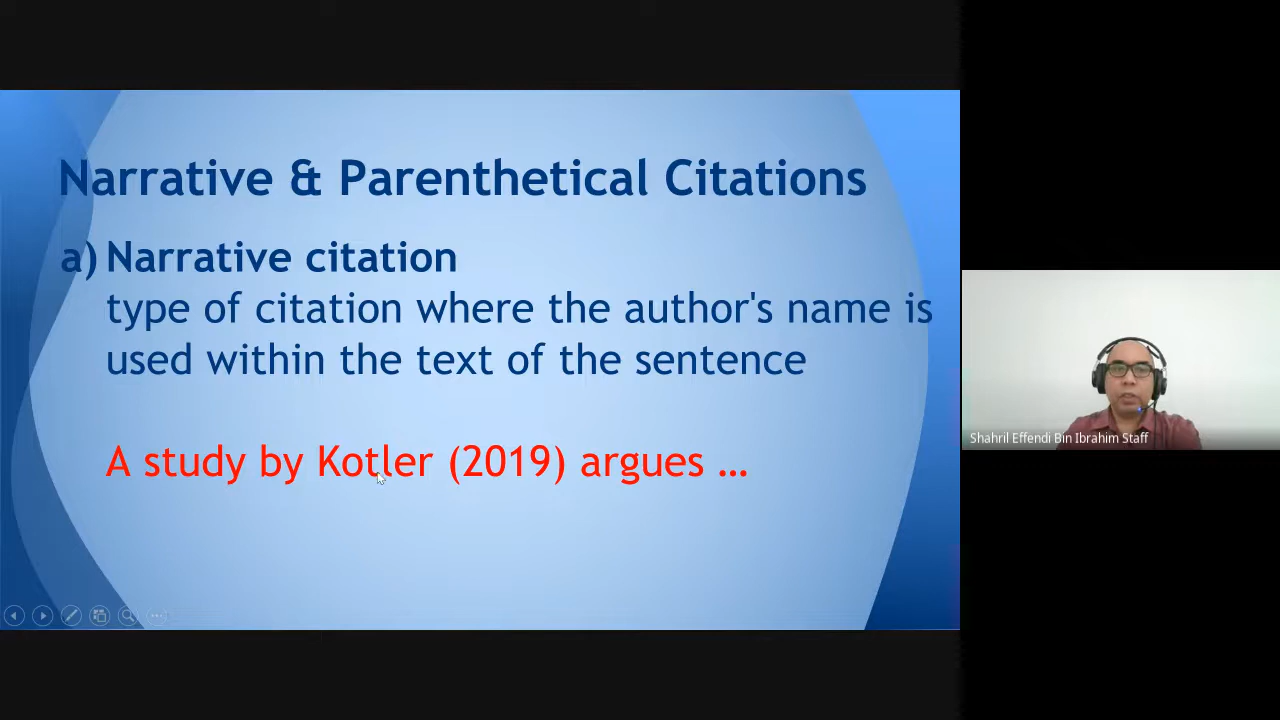 Narrative & Parenthetical Citations
a) Narrative citation
type of citation where the author's name is
used within the text of the sentence
A study by Kotler (2019) argues …
Shahril Effendi Bin Ibrahim Staff